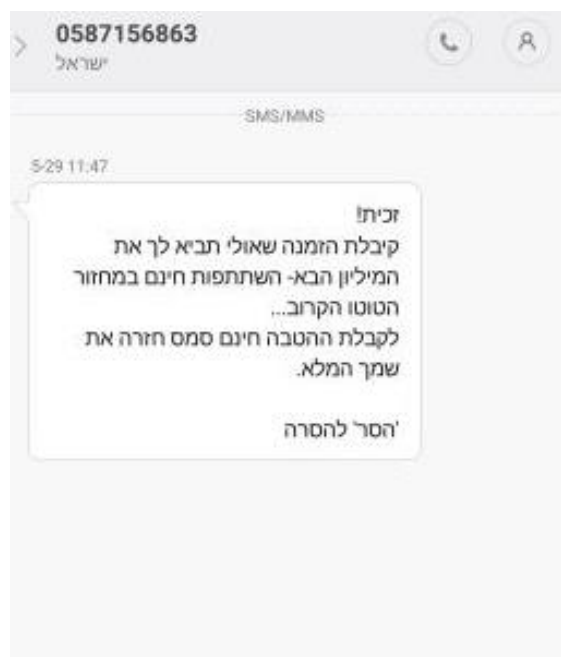 0587156863
ישראל
SMS/MMS
5-29 11:47
זכית!
קיבלת הזמנה שאולי תביא לך את
המיליון הבא- השתתפות חינם במחזור
הטוטו הקרוב...
לקבלת ההטבה חינם סמס חזרה את
שמך המלא.
'הסר' להסרה